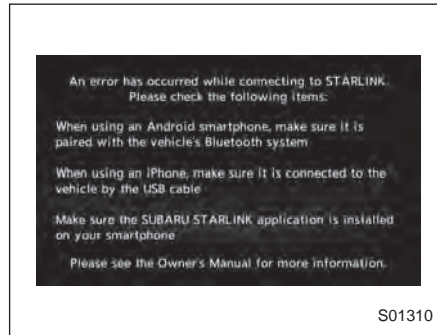 An error has occurred while connecting to STARLINK.
Please check the following items:
When using an Android smartphone, make sure it is
paired with the vehicle's Bluetooth system
When using an iPhone, make sure it is connected to the
vehicle by the USB cable
Make sure the SUBARU STARLINK application is installed
on your smartphone
Please see the Owner's Manual for more information.
S01310